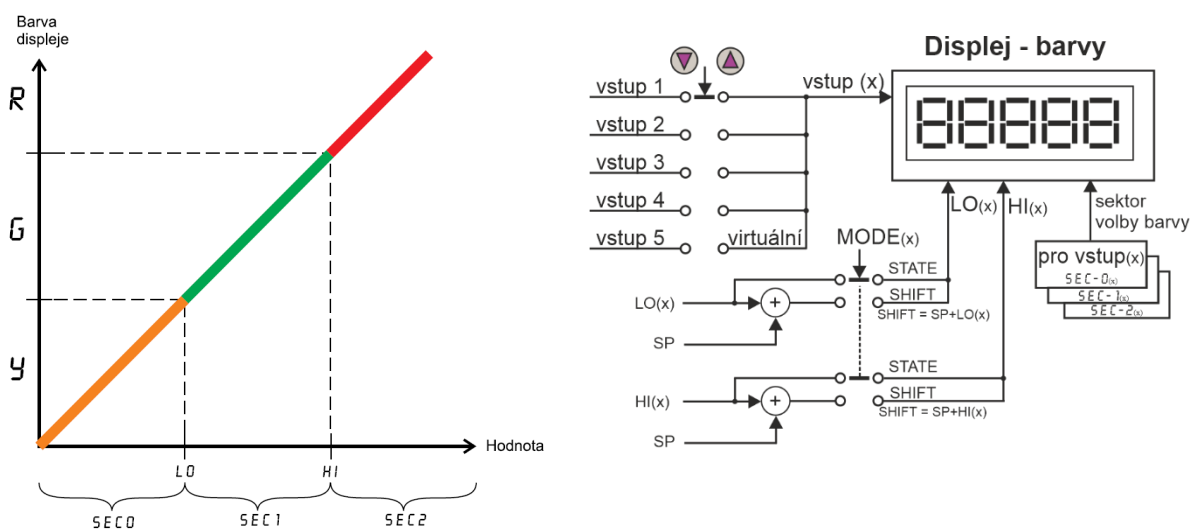 Barva
displeje
R
G
Y
LO
HI
Hodnota
SEC0
SEC1
SEC2
Displej - barvy
vstup 1
vstup 2
vstup 3
vstup 4
vstup 5
virtuální
vstup (x)
88888
LO(x)
HI(x)
sektor
volby barvy
pro vstup(x)
SEC-0(x)
SEC-1(x)
SEC-2(x)
MODE(x)
STATE
SHIFT
SHIFT = SP+LO(x)
LO(x)
+
SP
STATE
SHIFT
SHIFT = SP+HI(x)
HI(x)
+
SP